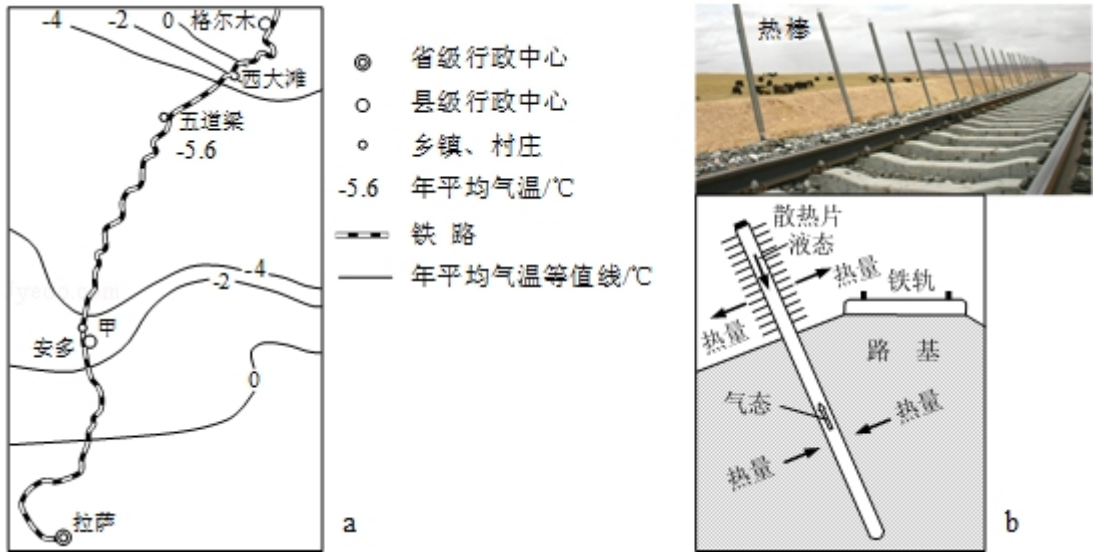 -4
-2
0
格尔木
西大滩
五道梁
-5.6
-4
-2
甲
安多
0
拉萨
a
省级行政中心
县级行政中心
乡镇、村庄
-5.6 年平均气温/℃
铁路
年平均气温等值线/℃
热棒
散热片
液态
热量
铁轨
热量
路基
气态
热量
热量
b